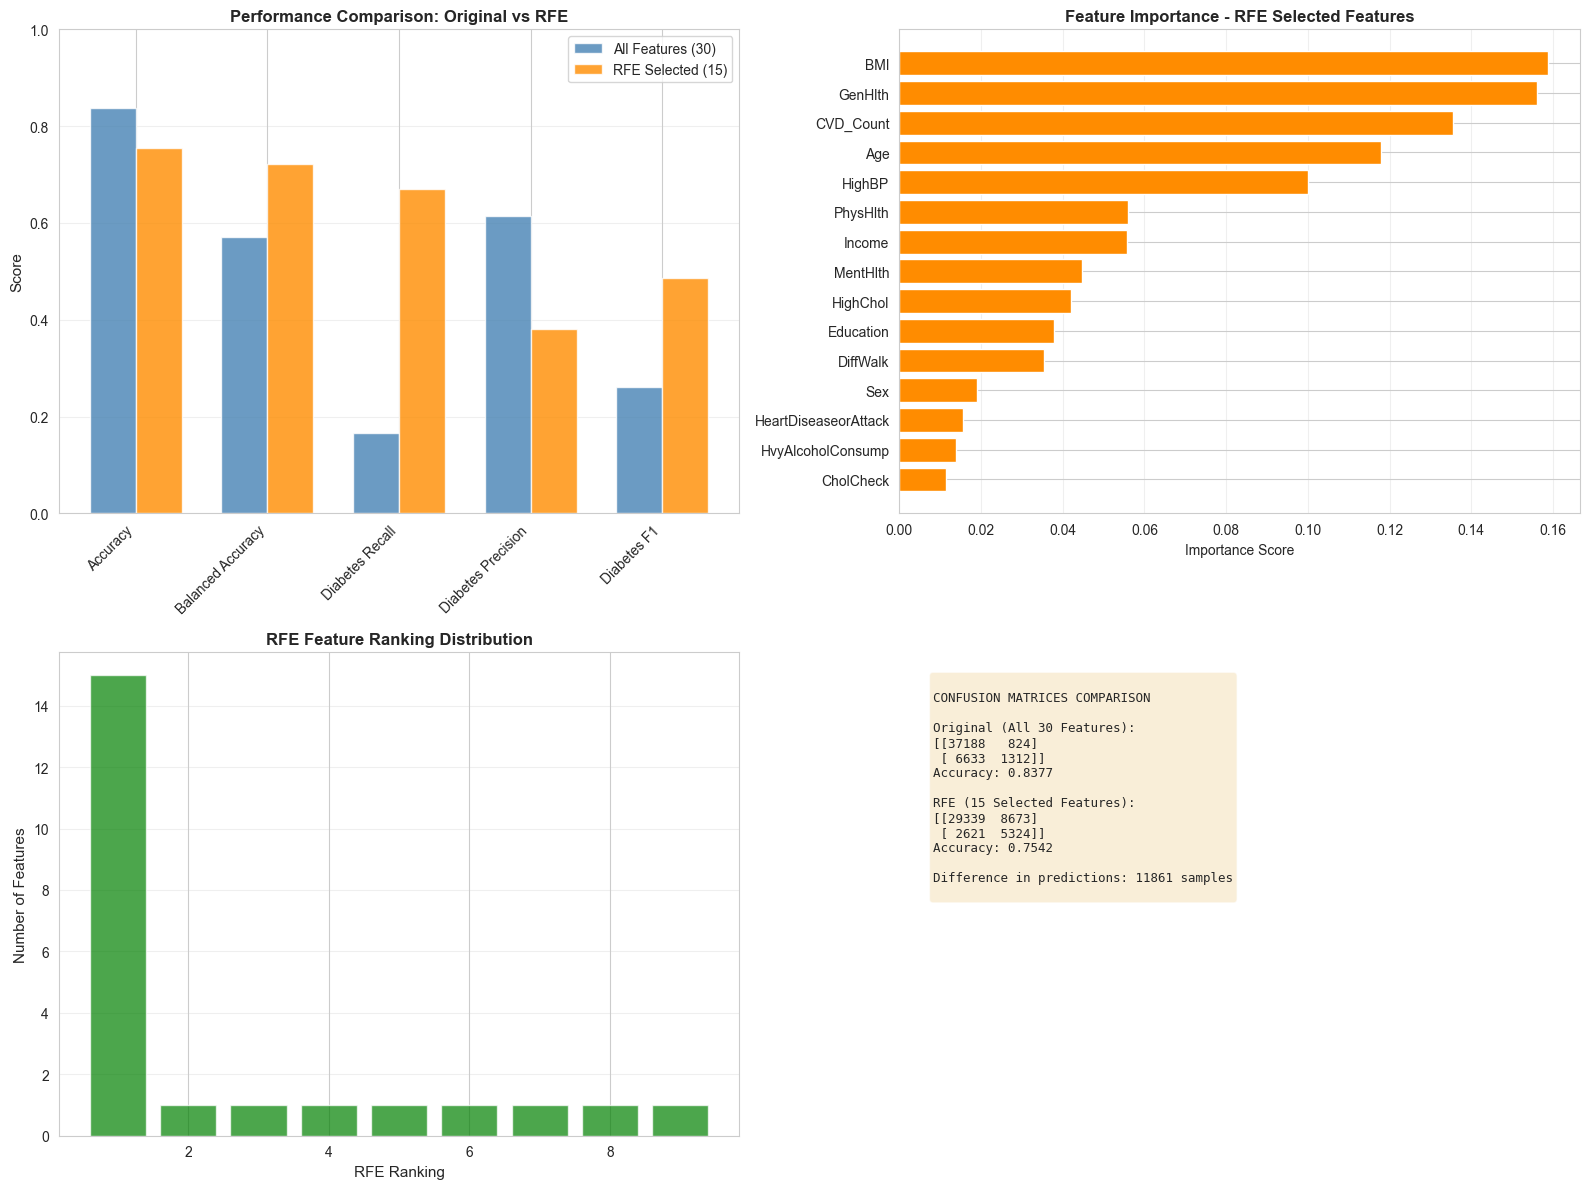 Performance Comparison: Original vs RFE
All Features (30)
RFE Selected (15)
Score
1.0
0.8
0.6
0.4
0.2
0.0
Accuracy
Balanced Accuracy
Diabetes Recall
Diabetes Precision
Diabetes F1
Feature Importance - RFE Selected Features
BMI
GenHlth
CVD_Count
Age
HighBP
PhysHlth
Income
MentHlth
HighChol
Education
DiffWalk
Sex
HeartDiseaseorAttack
HvyAlcoholConsump
CholCheck
0.00 0.02 0.04 0.06 0.08 0.10 0.12 0.14 0.16
Importance Score
RFE Feature Ranking Distribution
Number of Features
14
12
10
8
6
4
2
0
2 4 6 8
RFE Ranking
CONFUSION MATRICES COMPARISON
Original (All 30 Features):
[[37188   824]
 [ 6633  1312]]
Accuracy: 0.8377
RFE (15 Selected Features):
[[29339  8673]
 [ 2621  5324]]
Accuracy: 0.7542
Difference in predictions: 11861 samples